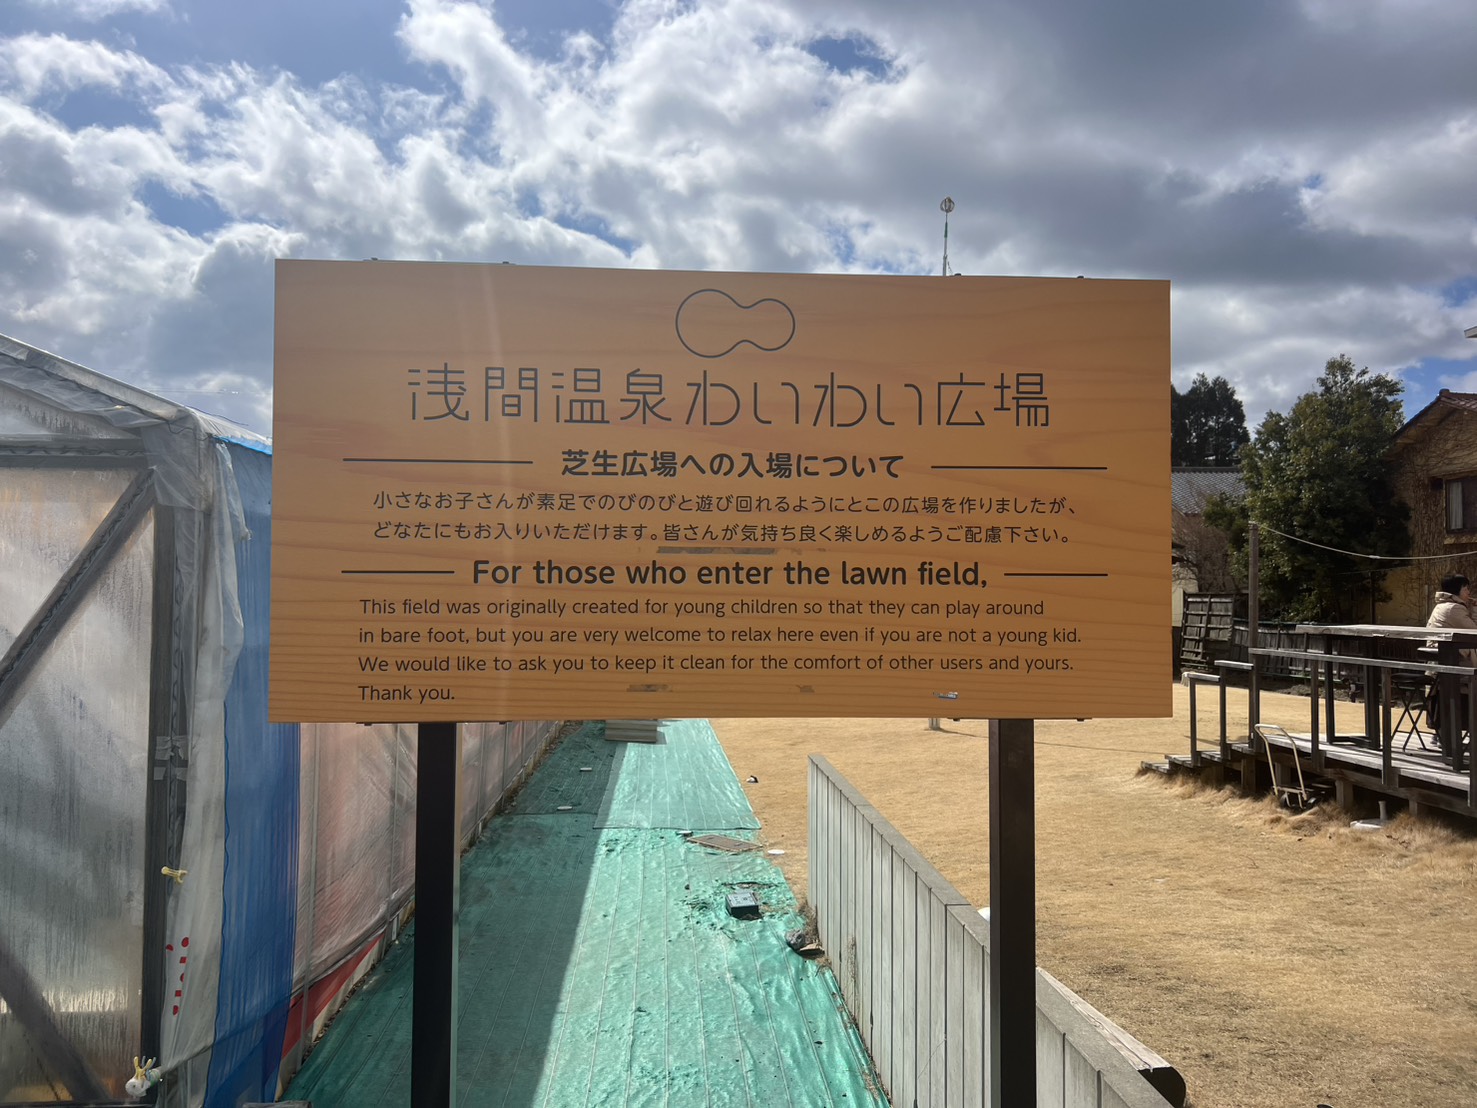 浅間温泉わいわい広場
芝生広場への入場について
小さなお子さんが素足でのびのびと遊び回れるようにとこの広場を作りましたが、
どなたにもお入りいただけます。皆さんが気持ち良く楽しめるようご配慮下さい。
For those who enter the lawn field,
This field was originally created for young children so that they can play around
in bare foot, but you are very welcome to relax here even if you are not a young kid.
We would like to ask you to keep it clean for the comfort of other users and yours.
Thank you.